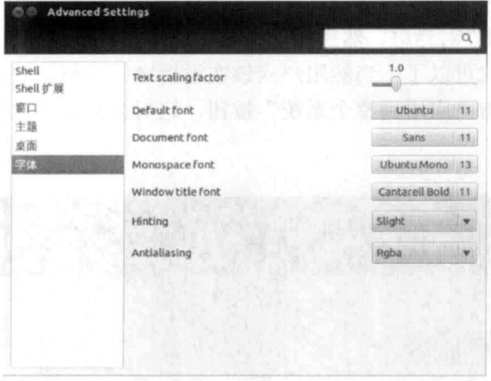 Advanced Settings
Shell
Shell 扩展
窗口
主题
桌面
字体
Text scaling factor 1.0
Default font Ubuntu 11
Document font Sans 11
Monospace font Ubuntu Mono 13
Window title font Cantarell Bold 11
Hinting Slight
Antialiasing Rgba